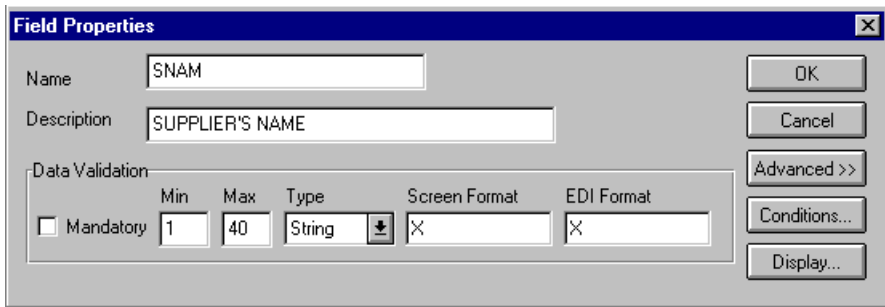 Field Properties
Name SNAM OK
Description SUPPLIER'S NAME Cancel
Data Validation Advanced >>
Min Max Type Screen Format EDI Format
Mandatory 1 40 String X X Conditions...
Display...